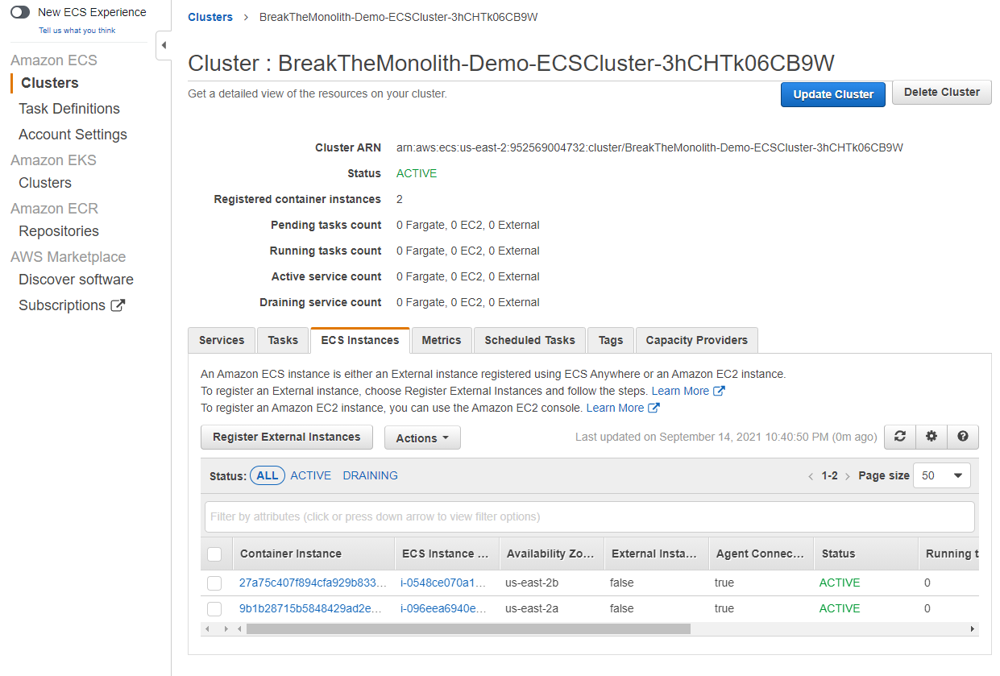 New ECS Experience
Tell us what you think
Amazon ECS
Clusters
Task Definitions
Account Settings
Amazon EKS
Clusters
Amazon ECR
Repositories
AWS Marketplace
Discover software
Subscriptions
Clusters > BreakTheMonolith-Demo-ECSCluster-3hCHTk06CB9W
Cluster : BreakTheMonolith-Demo-ECSCluster-3hCHTk06CB9W
Get a detailed view of the resources on your cluster.
Update Cluster Delete Cluster
Cluster ARN arn:aws:ecs:us-east-2:952569004732:cluster/BreakTheMonolith-Demo-ECSCluster-3hCHTk06CB9W
Status ACTIVE
Registered container instances 2
Pending tasks count 0 Fargate, 0 EC2, 0 External
Running tasks count 0 Fargate, 0 EC2, 0 External
Active service count 0 Fargate, 0 EC2, 0 External
Draining service count 0 Fargate, 0 EC2, 0 External
Services Tasks ECS Instances Metrics Scheduled Tasks Tags Capacity Providers
An Amazon ECS instance is either an External instance registered using ECS Anywhere or an Amazon EC2 instance.
To register an External instance, choose Register External Instances and follow the steps. Learn More
To register an Amazon EC2 instance, you can use the Amazon EC2 console. Learn More
Register External Instances Actions Last updated on September 14, 2021 10:40:50 PM (0m ago)
Status: ALL ACTIVE DRAINING < 1-2 > Page size 50
Filter by attributes (click or press down arrow to view filter options)
Container Instance ECS Instance ... Availability Zo... External Insta... Agent Connec... Status Running t
27a75c407f894cfa929b833... i-0548ce070a1... us-east-2b false true ACTIVE 0
9b1b28715b5848429ad2e... i-096eea6940e... us-east-2a false true ACTIVE 0